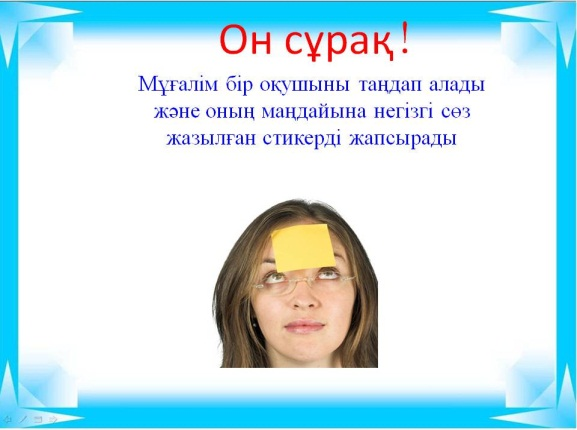 Он сұрақ!
Мұғалім бір оқушыны таңдап алады
және оның маңдайына негізгі сөз
жазылған стикерді жапсырады